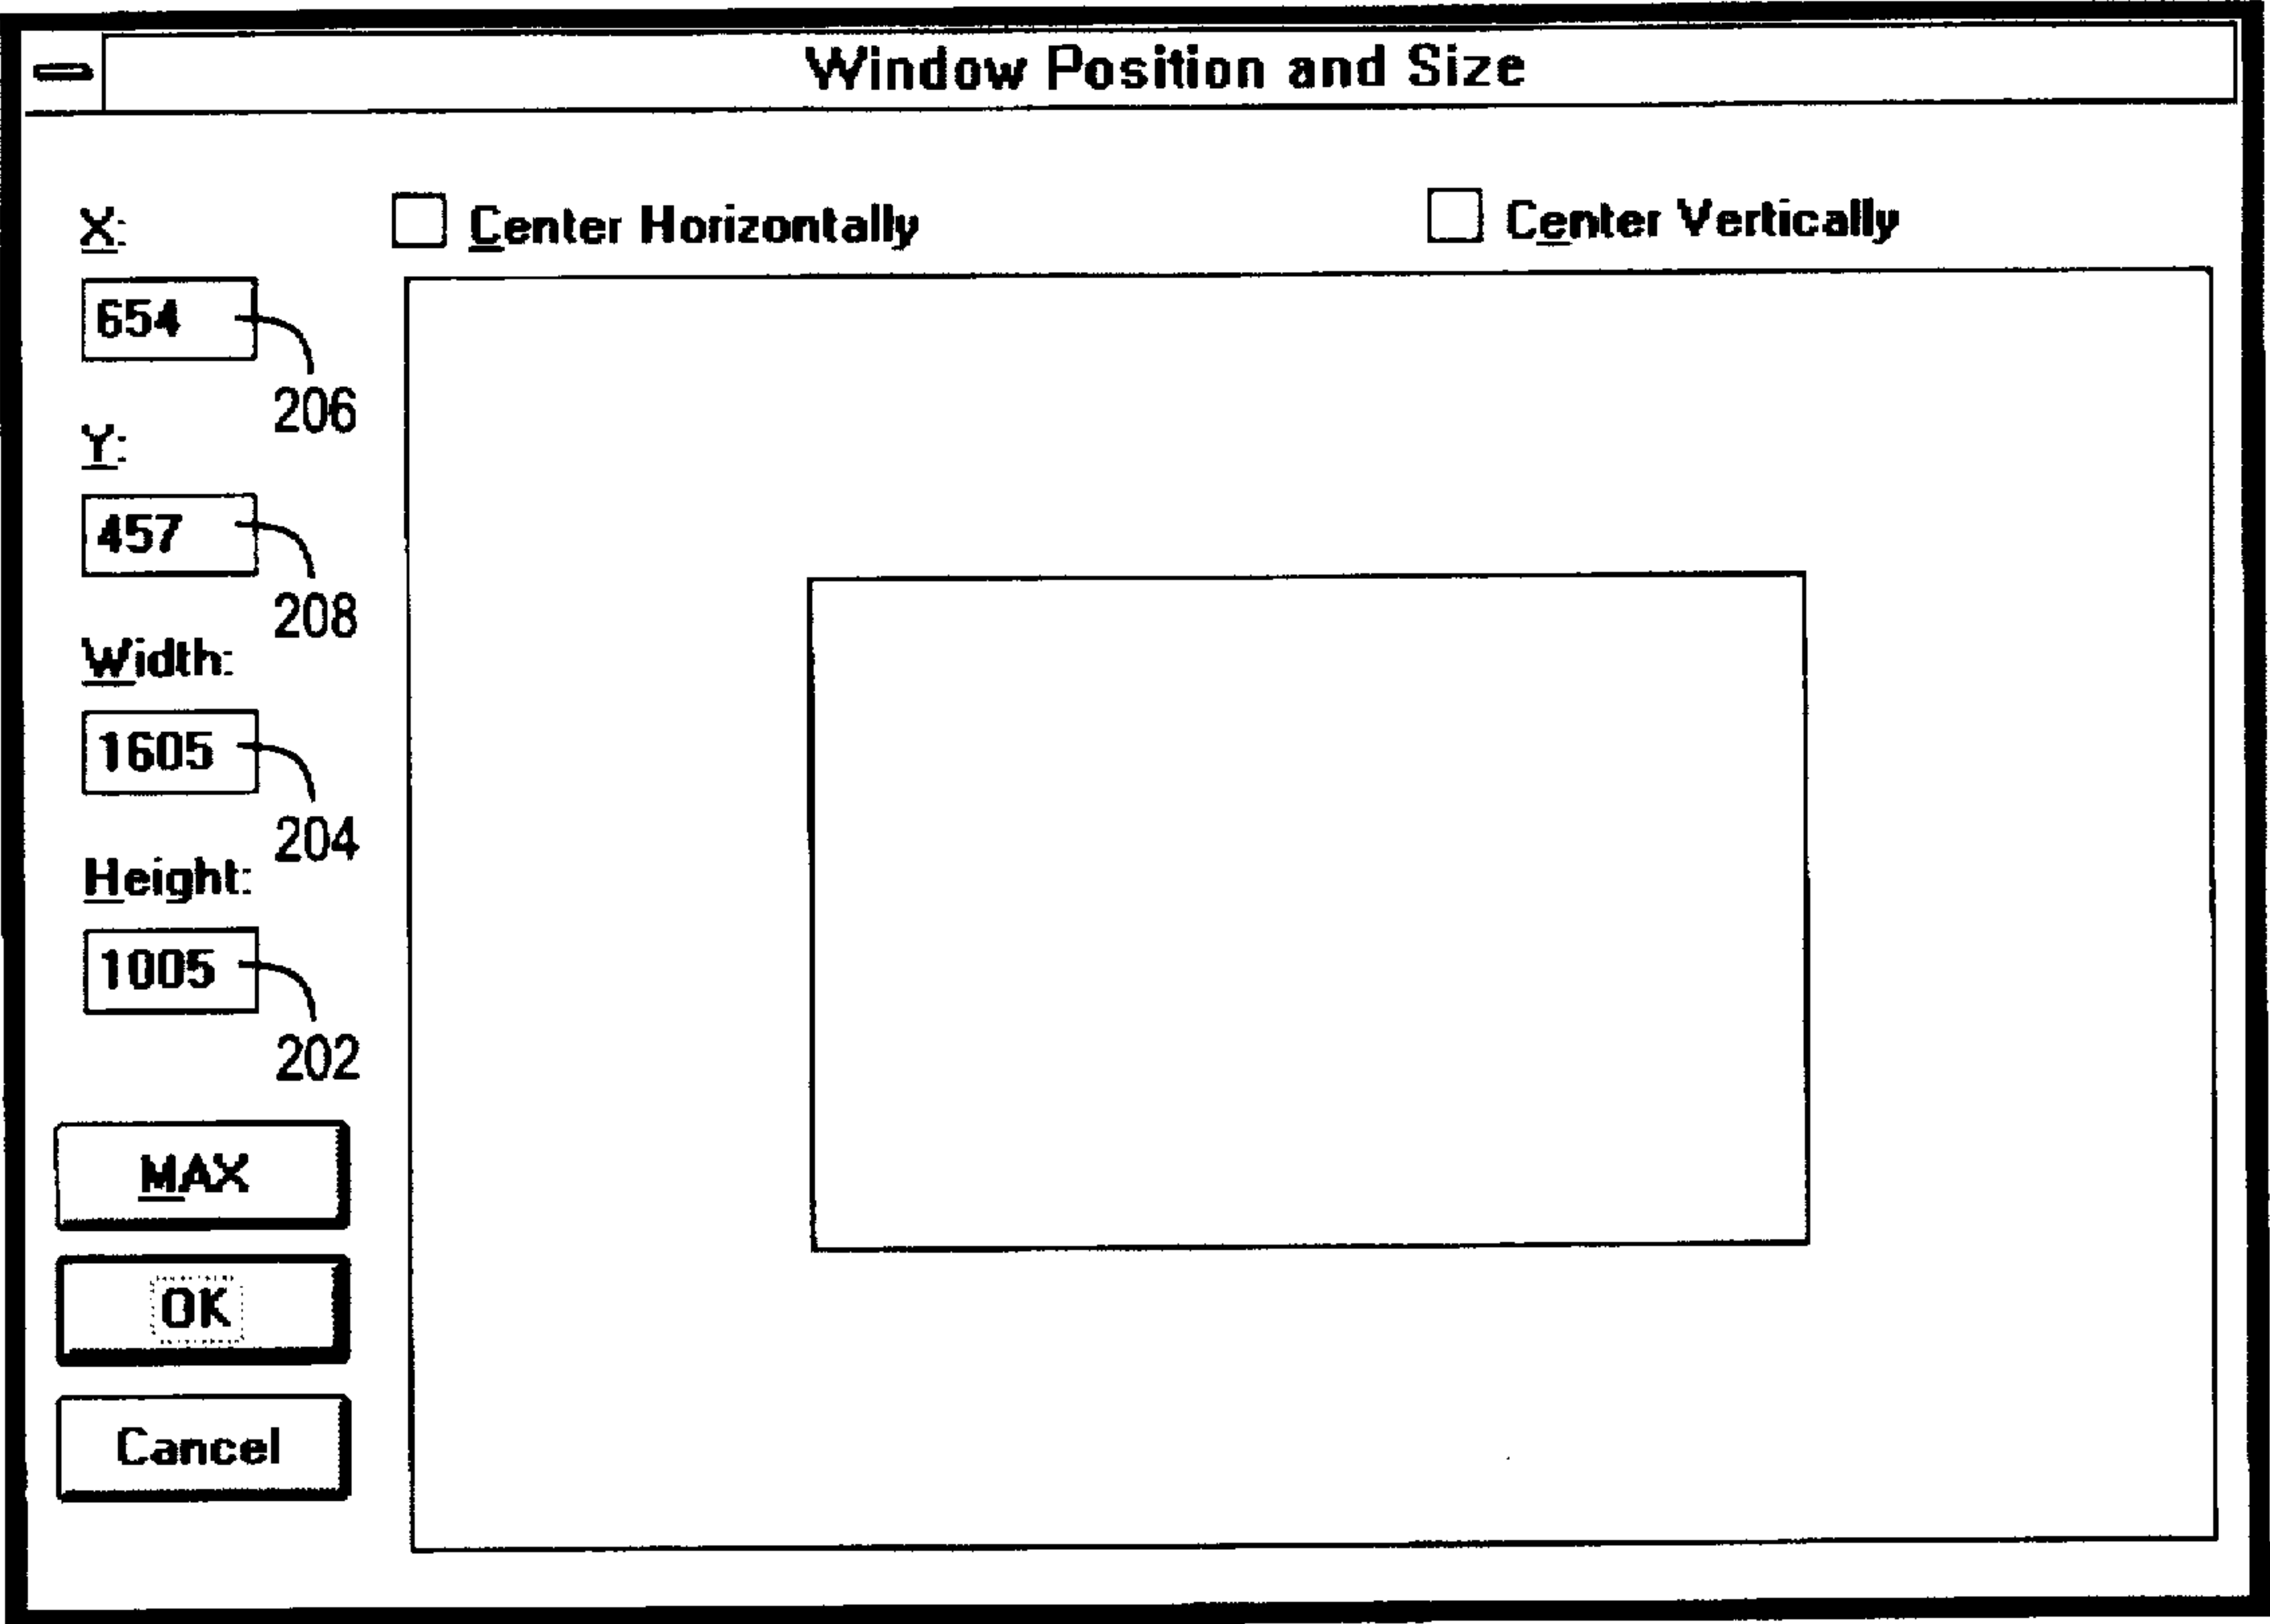 Window Position and Size
X:
Center Horizontally
Center Vertically
654
206
Y:
457
208
Width:
1605
204
Height:
1005
202
MAX
OK
Cancel